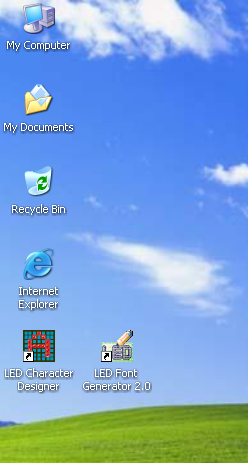 My Computer
My Documents
Recycle Bin
Internet
Explorer
LED Character
Designer
LED Font
Generator 2.0